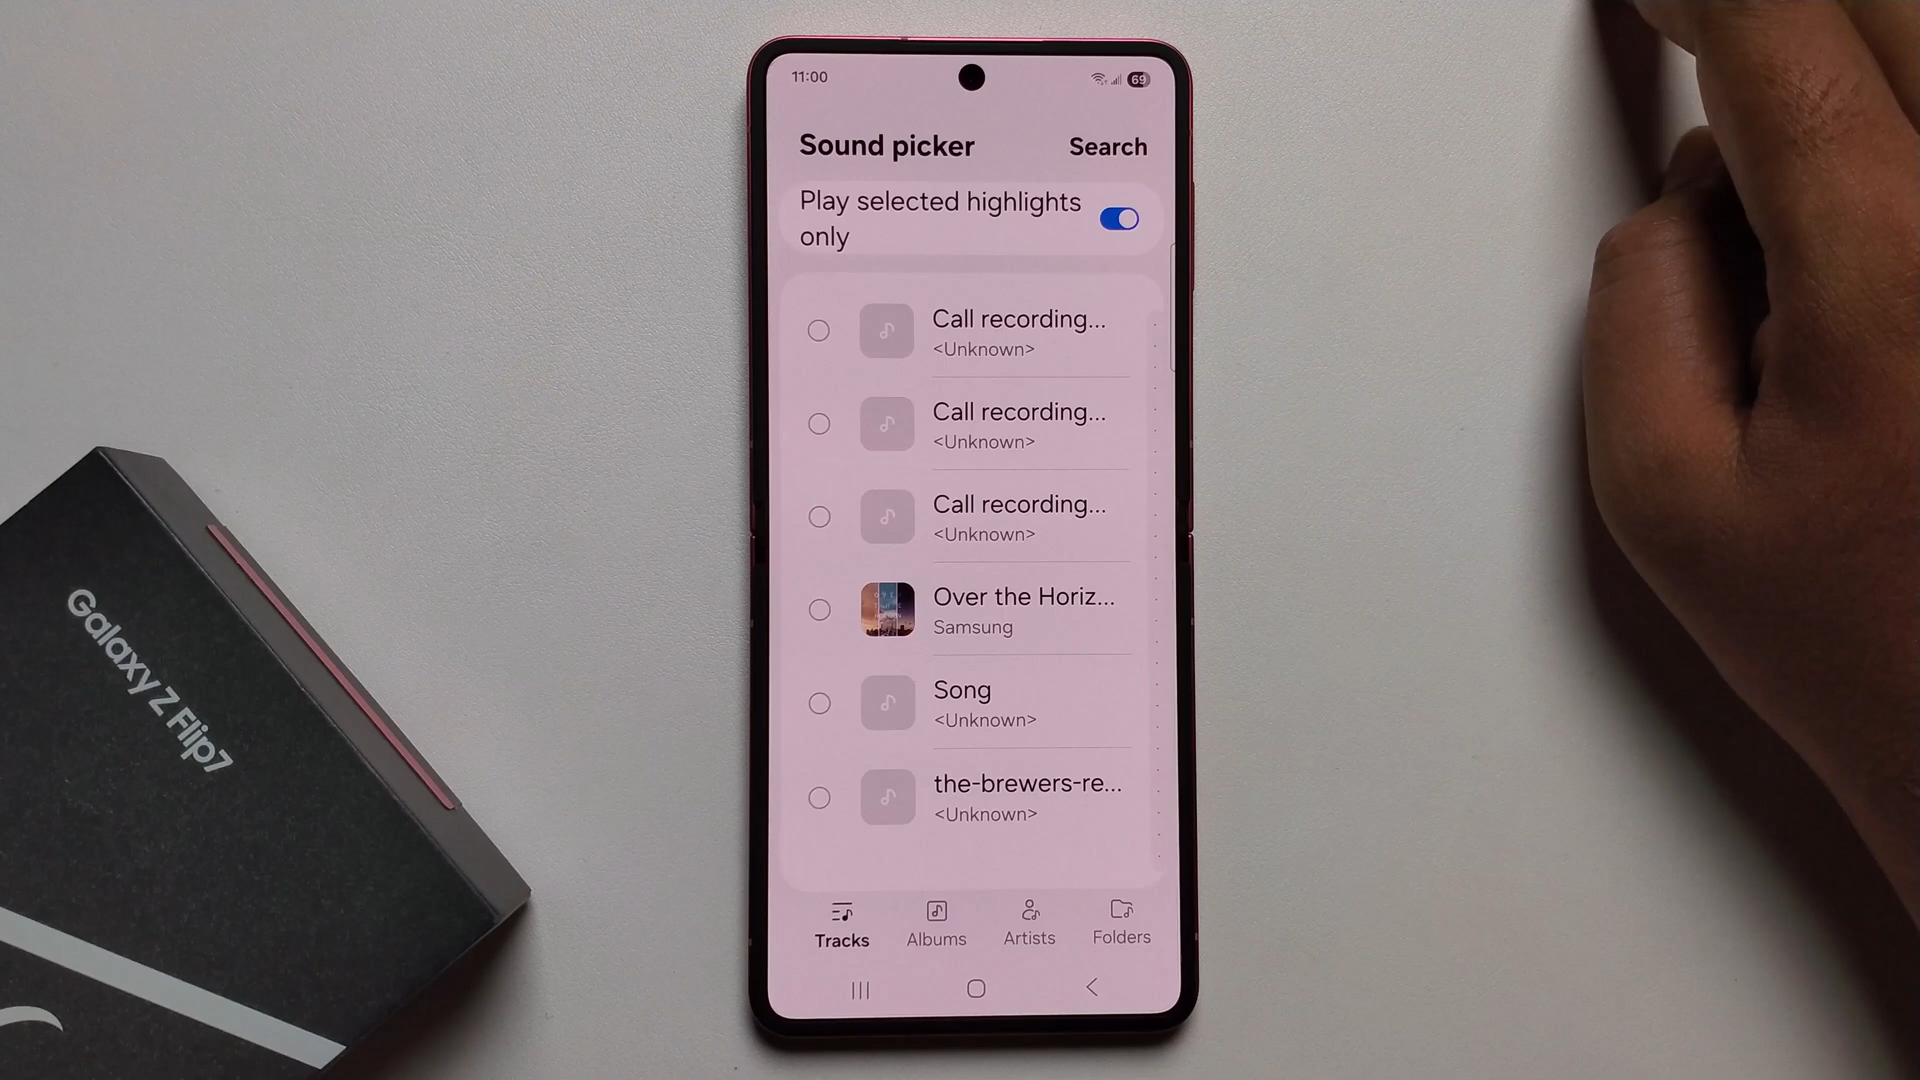 11:00
69
Sound picker
Search
Play selected highlights
only
Call recording...
<Unknown>
Call recording...
<Unknown>
Call recording...
<Unknown>
Over the Horiz...
Samsung
Song
<Unknown>
the-brewers-re...
<Unknown>
Tracks
Albums
Artists
Folders
Galaxy Z Flip7